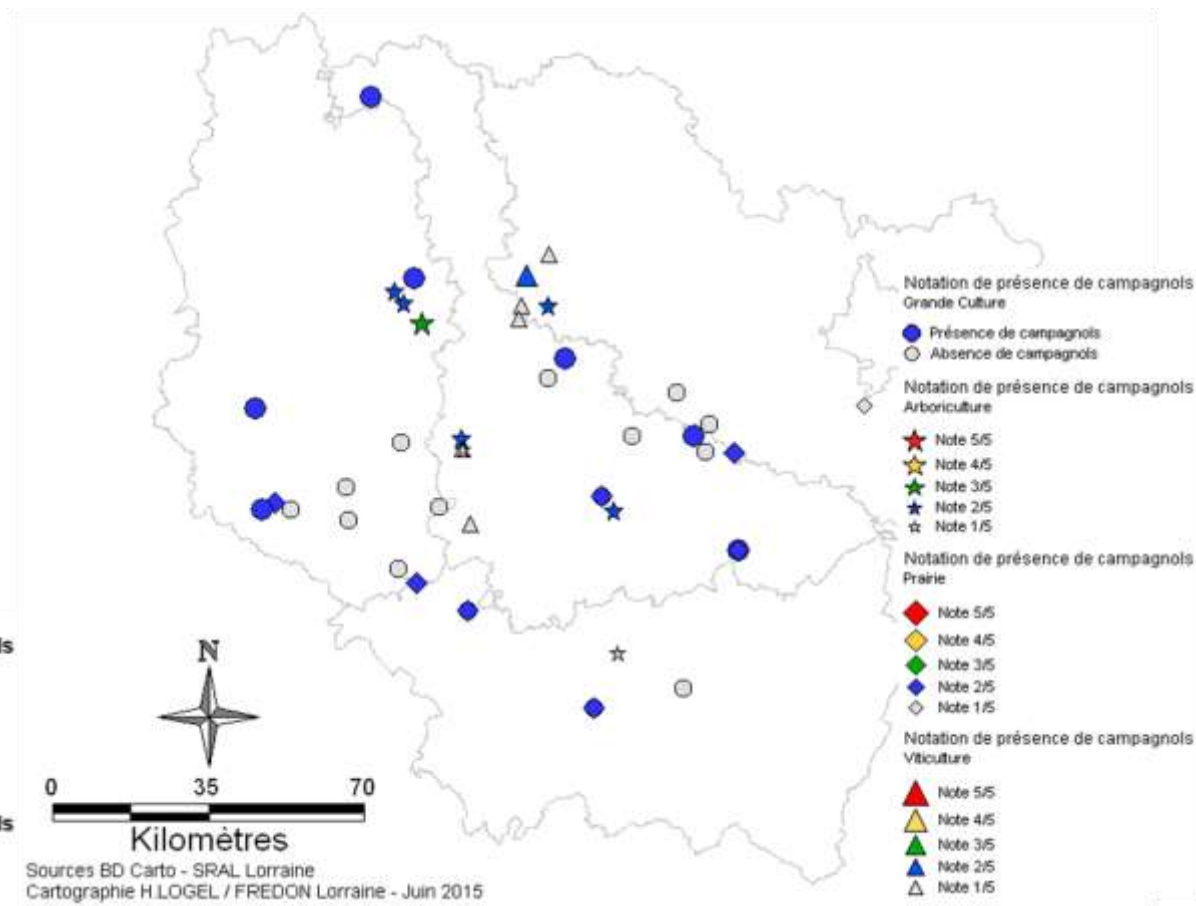 Notation de présence de campagnols
Grande Culture
Présence de campagnols
Absence de campagnols
Notation de présence de campagnols
Arboriculture
Note 5/5
Note 4/5
Note 3/5
Note 2/5
Note 1/5
Notation de présence de campagnols
Prairie
Note 5/5
Note 4/5
Note 3/5
Note 2/5
Note 1/5
Notation de présence de campagnols
Viticulture
Note 5/5
Note 4/5
Note 3/5
Note 2/5
Note 1/5
ls
N
0 35 70
ls
Kilomètres
Sources BD Carto - SRAL Lorraine
Cartographie H.LOGEL / FREDON Lorraine - Juin 2015